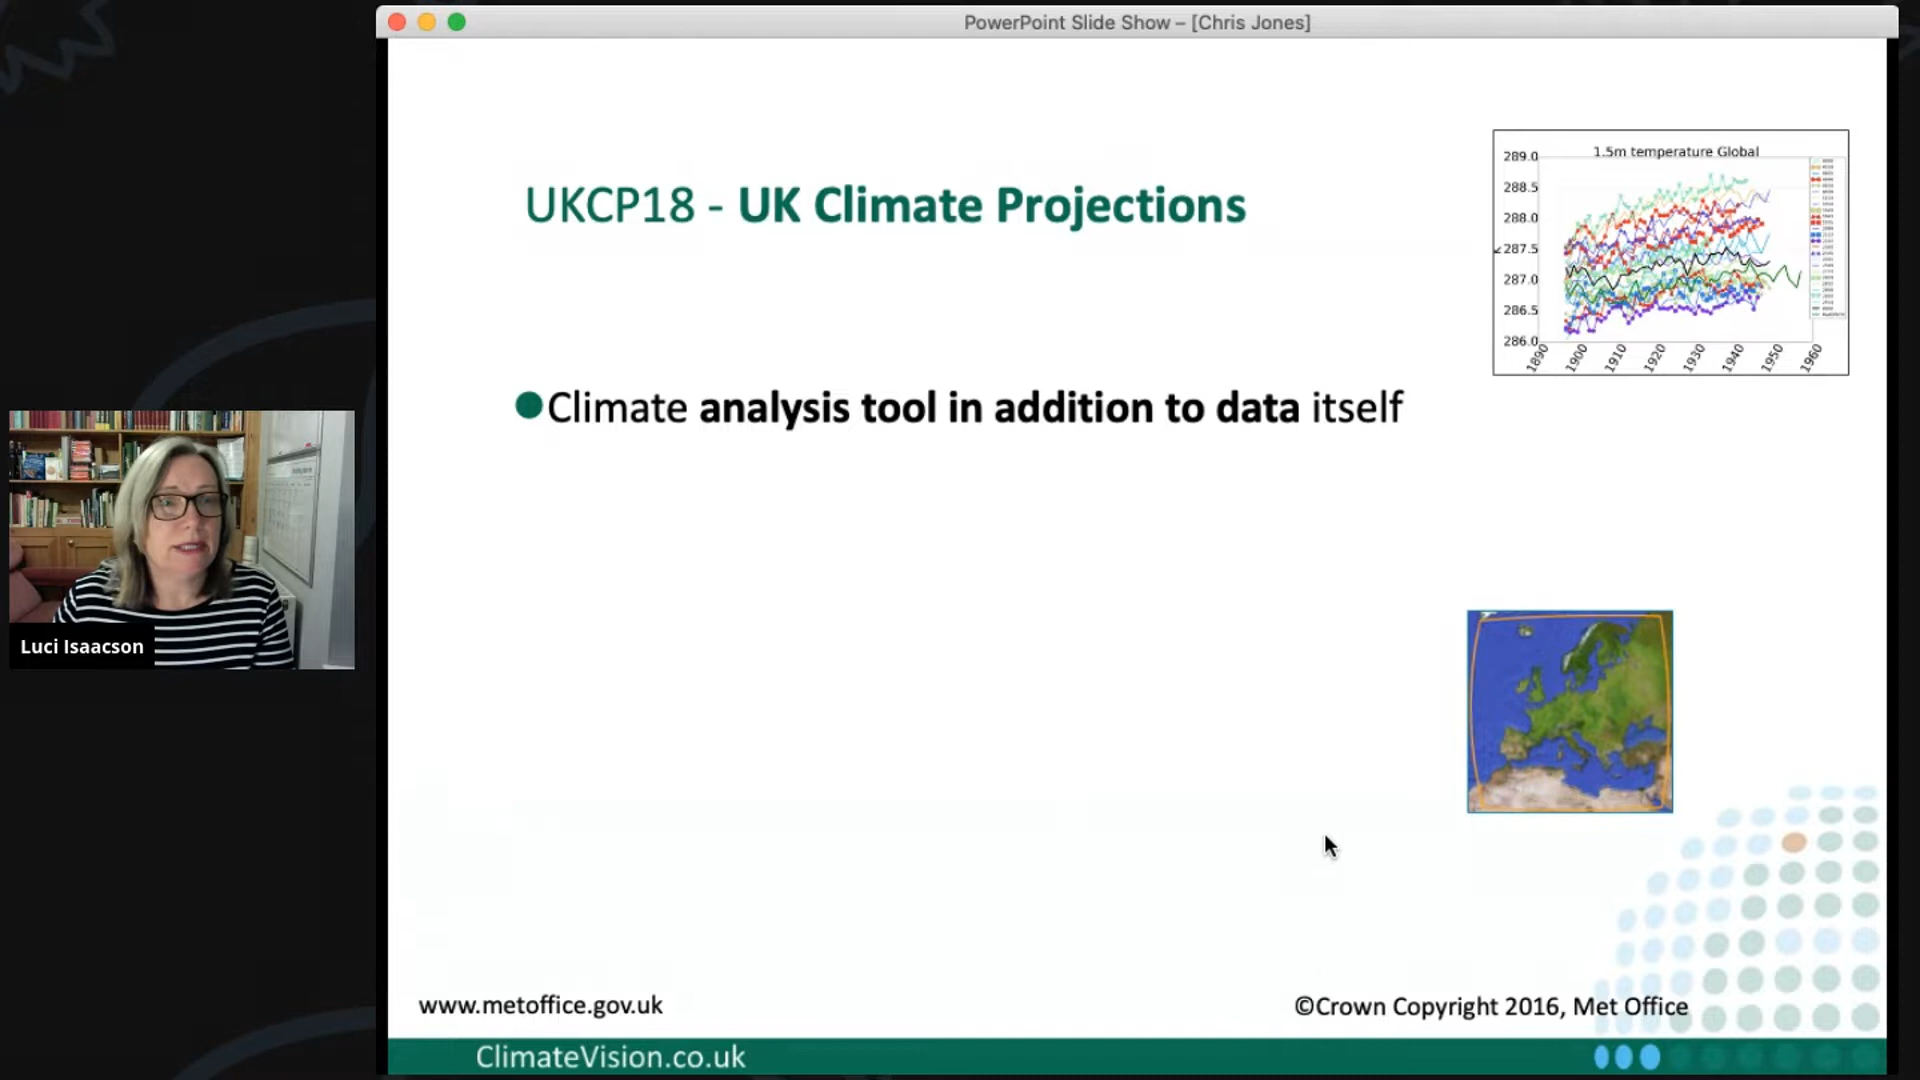 PowerPoint Slide Show – [Chris Jones]
UKCP18 - UK Climate Projections
1.5m temperature Global
289.0
288.5
288.0
287.5
287.0
286.5
286.0
1890
1900
1910
1920
1930
1940
1950
1960
Climate analysis tool in addition to data itself
Luci Isaacson
www.metoffice.gov.uk
©Crown Copyright 2016, Met Office
ClimateVision.co.uk